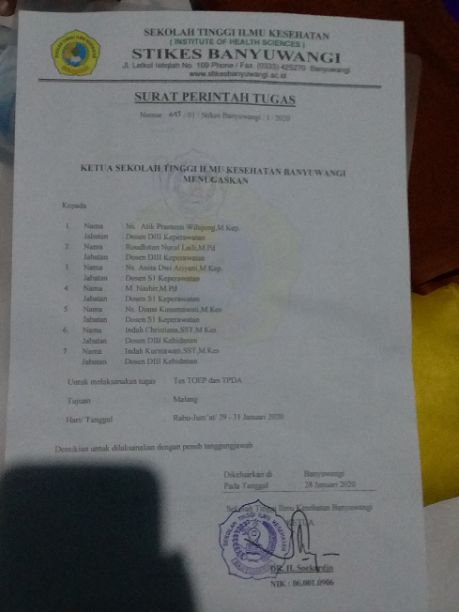 SEKOLAH TINGGI ILMU KESEHATAN
( INSTITUTE OF HEALTH SCIENCES )
STIKES BANYUWANGI
Jl. Letkol Istiqlah No. 109 Phone / Fax. (0333) 425270 Banyuwangi
www.stikesbanyuwangi.ac.id
SURAT PERINTAH TUGAS
Nomor : /01 / Stikes Banyuwangi / 1 / 2020
KETUA SEKOLAH TINGGI ILMU KESEHATAN BANYUWANGI
MENUGASKAN
Kepada
1. Nama : Ns. Atik Pramesti Wilujeng,M.Kep.
Jabatan : Dosen DIII Keperawatan
2. Nama : Roudlotun Nurul Laili,M.Pd
Jabatan : Dosen DIII Keperawatan
3 Nama : Ns. Anita Dwi Ariyani,M.Kep.
Jabatan : Dosen S1 Keperawatan
4 Nama : M. Nashir,M.Pd
Jabatan : Dosen S1 Keperawatan
5 Nama : Ns. Diana Kusumawati,M.Kes
Jabatan : Dosen S1 Keperawatan
6. Nama : Indah Christiana,SST,M.Kes
Jabatan : Dosen DIII Kebidanan
7 Nama : Indah Kurniawati,SST,M.Kes
Jabatan : Dosen DIII Kebidanan
Untuk melaksanakan tugas : Tes TOEP dan TPDA
Tujuan : Malang
Hari/ Tanggal : Rabu-Jum'at/ 29 - 31 Januari 2020
Demikian untuk dilaksanakan dengan penuh tanggungjawab
Dikeluarkan di : Banyuwangi
Pada Tanggal : 28 Januari 2020
Sekolah Tinggi Ilmu Kesehatan Banyuwangi
DR. H. Soekardjo
NIK : 06.001.0906